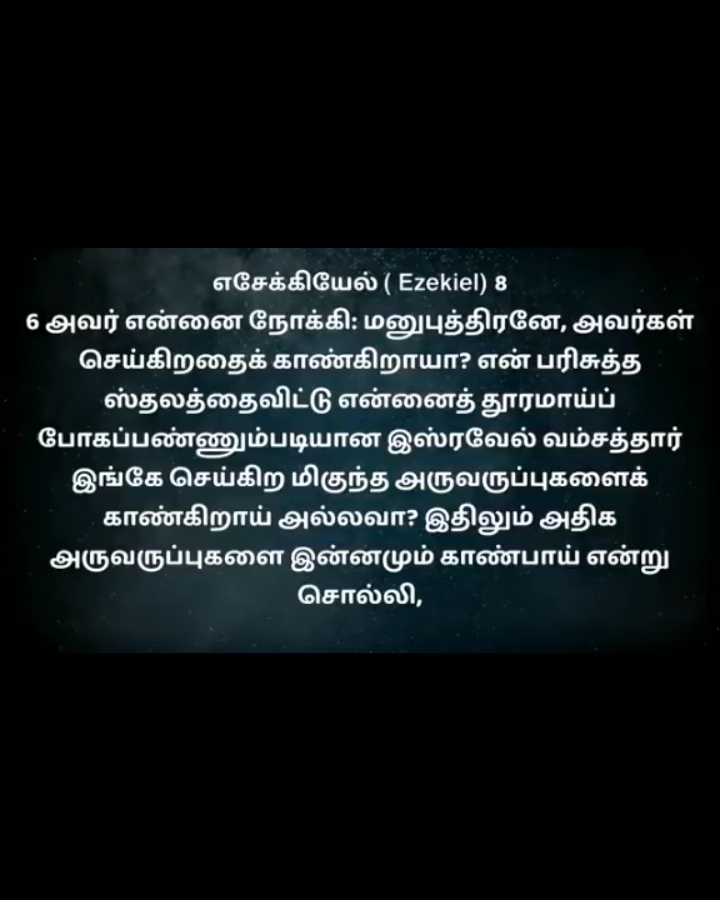 எசேக்கியேல் ( Ezekiel) 8
6 அவர் என்னை நோக்கி: மனுபுத்திரனே, அவர்கள்
செய்கிறதைக் காண்கிறாயா? என் பரிசுத்த
ஸ்தலத்தைவிட்டு என்னைத் தூரமாய்ப்
போகப்பண்ணும்படியான இஸ்ரவேல் வம்சத்தார்
இங்கே செய்கிற மிகுந்த அருவருப்புகளைக்
காண்கிறாய் அல்லவா? இதிலும் அதிக
அருவருப்புகளை இன்னமும் காண்பாய் என்று
சொல்லி,